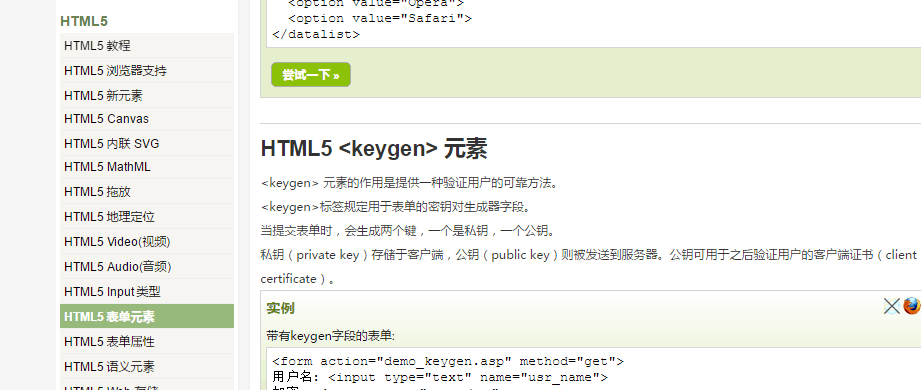 HTML5
HTML5 教程
HTML5 浏览器支持
HTML5 新元素
HTML5 Canvas
HTML5 内联 SVG
HTML5 MathML
HTML5 拖放
HTML5 地理定位
HTML5 Video(视频)
HTML5 Audio(音频)
HTML5 Input 类型
HTML5 表单元素
HTML5 表单属性
HTML5 语义元素
HTML5 Web 存储
<option value="Opera">
<option value="Safari">
</datalist>
尝试一下 »
HTML5 <keygen> 元素
<keygen> 元素的作用是提供一种验证用户的可靠方法。
<keygen>标签规定用于表单的密钥对生成器字段。
当提交表单时，会生成两个键，一个是私钥，一个公钥。
私钥（private key）存储于客户端，公钥（public key）则被发送到服务器。公钥可用于之后验证用户的客户端证书（client
certificate）。
实例
带有keygen字段的表单:
<form action="demo_keygen.asp" method="get">
用户名: <input type="text" name="usr_name">